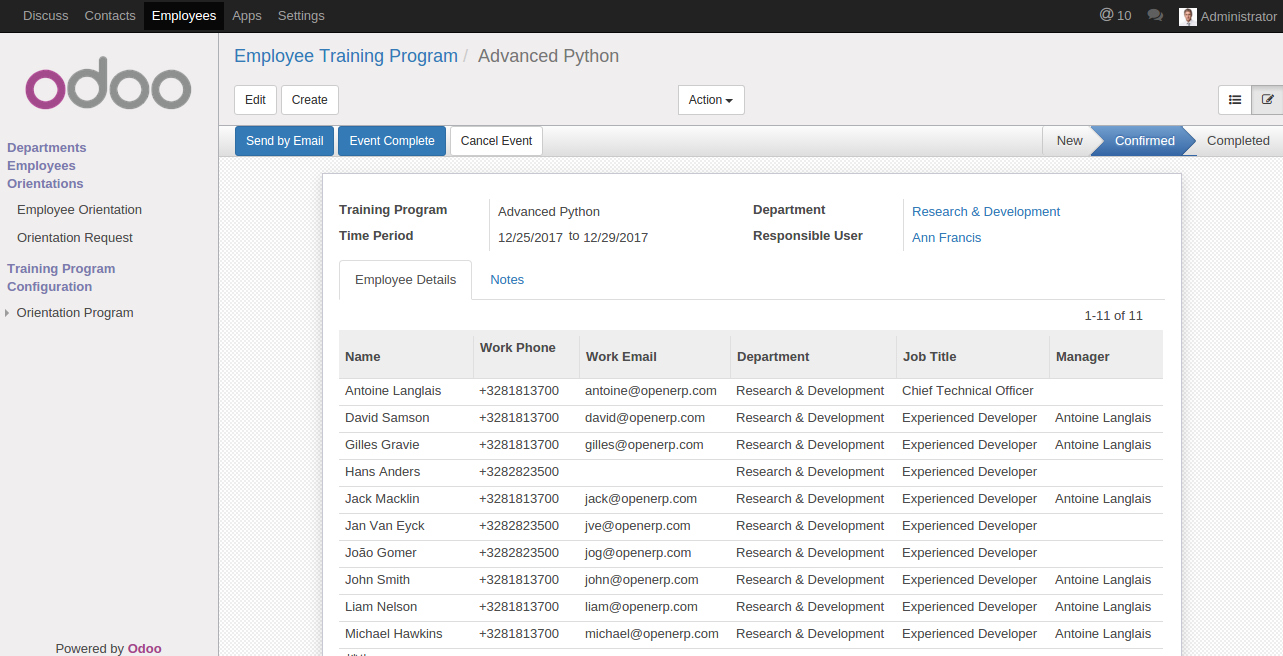 Discuss Contacts Employees Apps Settings @ 10 Administrator
odoo
Employee Training Program / Advanced Python
Edit Create Action
Send by Email Event Complete Cancel Event New Confirmed Completed
Departments
Employees
Orientations
Employee Orientation
Orientation Request
Training Program
Configuration
Orientation Program
Powered by Odoo
Training Program Advanced Python Department Research & Development
Time Period 12/25/2017 to 12/29/2017 Responsible User Ann Francis
Employee Details Notes
1-11 of 11
Name Work Phone Work Email Department Job Title Manager
Antoine Langlais +3281813700 antoine@openerp.com Research & Development Chief Technical Officer
David Samson +3281813700 david@openerp.com Research & Development Experienced Developer Antoine Langlais
Gilles Gravie +3281813700 gilles@openerp.com Research & Development Experienced Developer Antoine Langlais
Hans Anders +3282823500 Research & Development Experienced Developer
Jack Macklin +3281813700 jack@openerp.com Research & Development Experienced Developer Antoine Langlais
Jan Van Eyck +3282823500 jve@openerp.com Research & Development Experienced Developer
João Gomer +3282823500 jog@openerp.com Research & Development Experienced Developer
John Smith +3281813700 john@openerp.com Research & Development Experienced Developer Antoine Langlais
Liam Nelson +3281813700 liam@openerp.com Research & Development Experienced Developer Antoine Langlais
Michael Hawkins +3281813700 michael@openerp.com Research & Development Experienced Developer Antoine Langlais